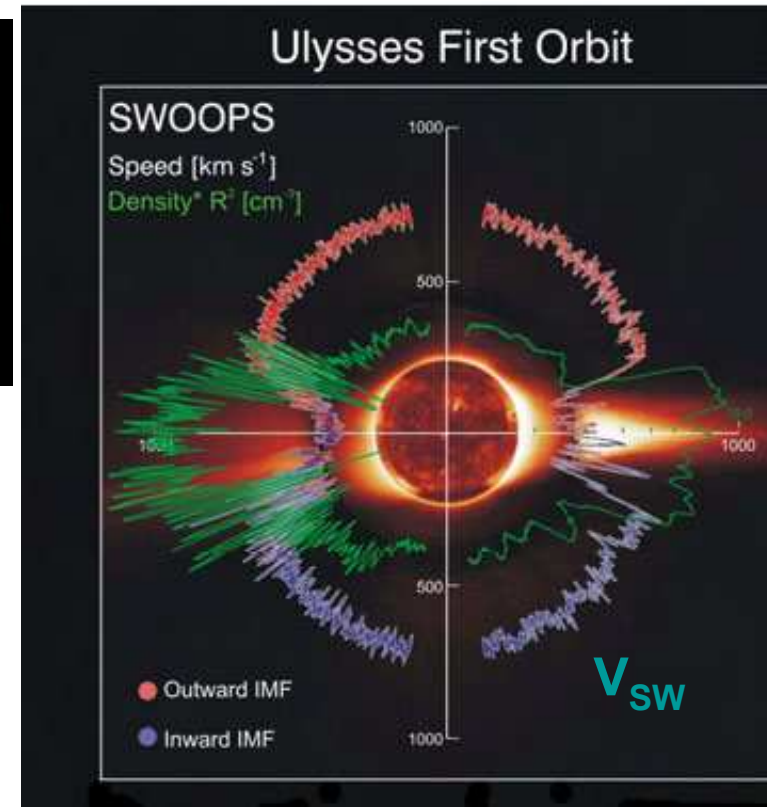 Ulysses First Orbit
SWOOPS
Speed [km s⁻¹]
Density* R² [cm⁻³]
1000
500
1000
500
1000
Outward IMF
Inward IMF
V_SW